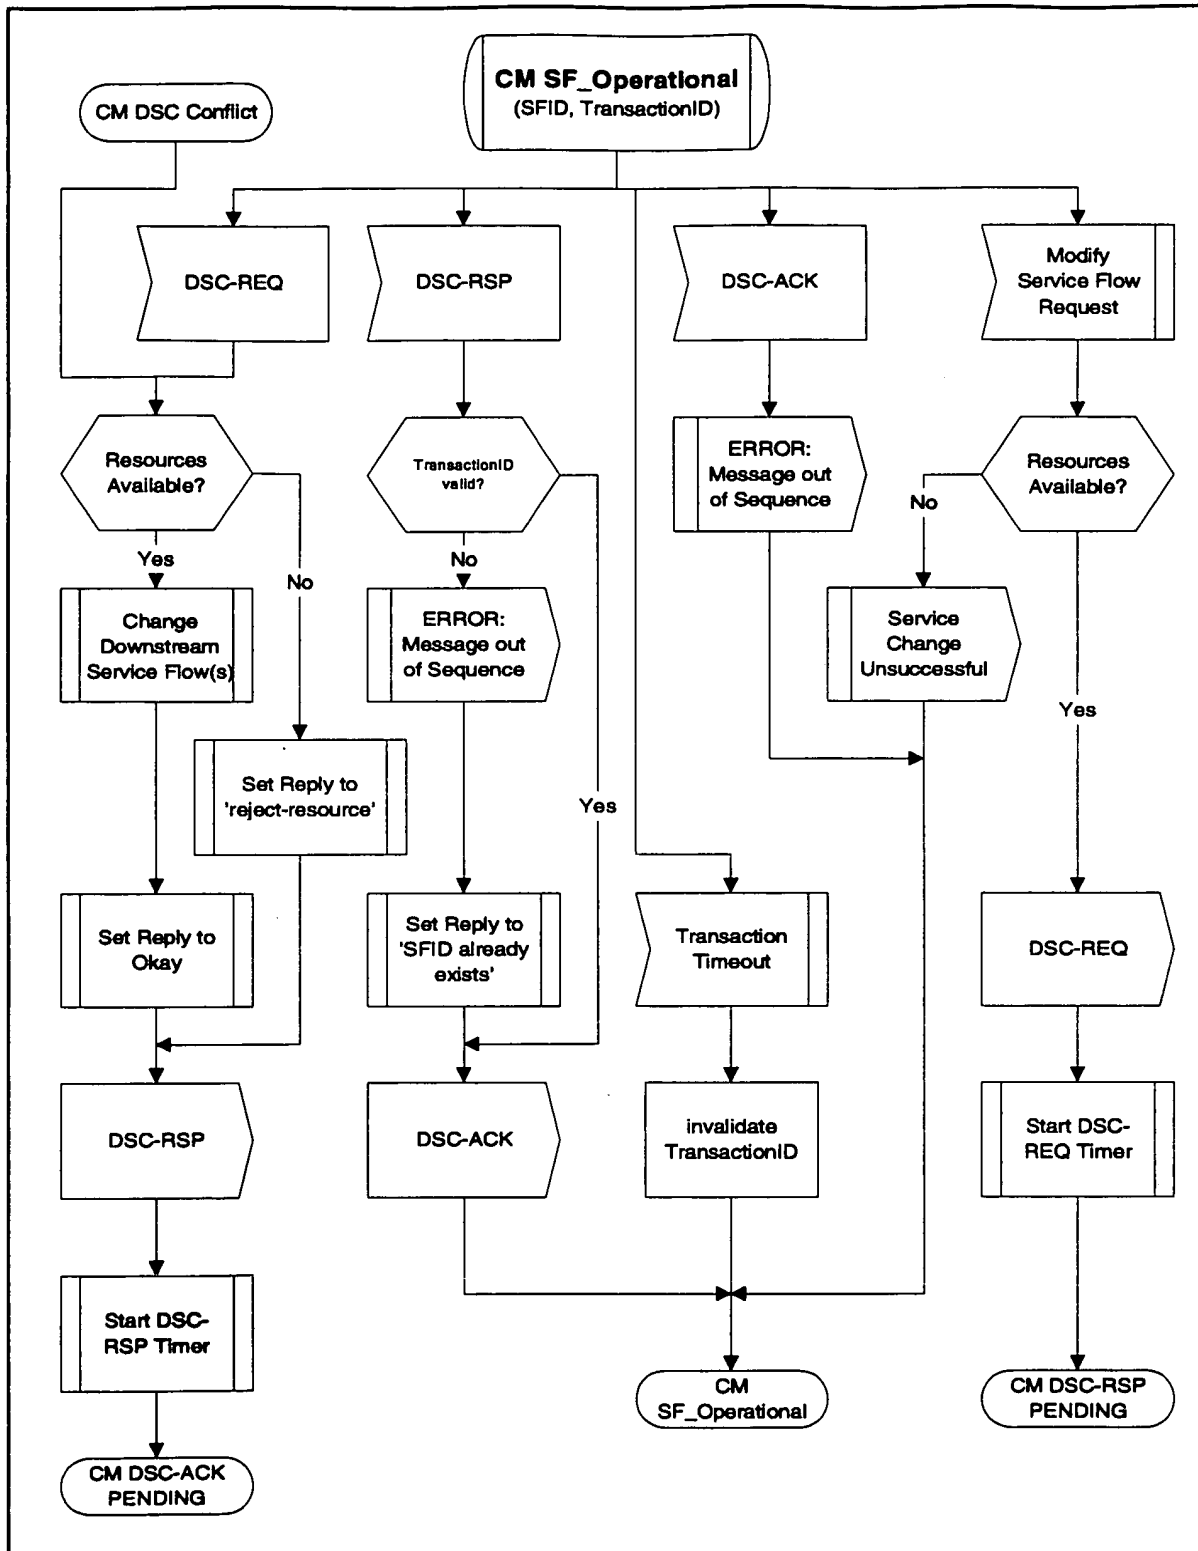 CM SF_Operational
(SFID, TransactionID)
CM DSC Conflict
DSC-REQ
DSC-RSP
DSC-ACK
Modify
Service Flow
Request
Resources
Available?
TransactionID
valid?
ERROR:
Message out
of Sequence
Resources
Available?
No
Yes
No
No
Change
Downstream
Service Flow(s)
ERROR:
Message out
of Sequence
Service
Change
Unsuccessful
Yes
Set Reply to
'reject-resource'
Yes
Set Reply to
Okay
Set Reply to
'SFID already
exists'
Transaction
Timeout
DSC-REQ
DSC-RSP
DSC-ACK
invalidate
TransactionID
Start DSC-
REQ Timer
Start DSC-
RSP Timer
CM
SF_Operational
CM DSC-RSP
PENDING
CM DSC-ACK
PENDING